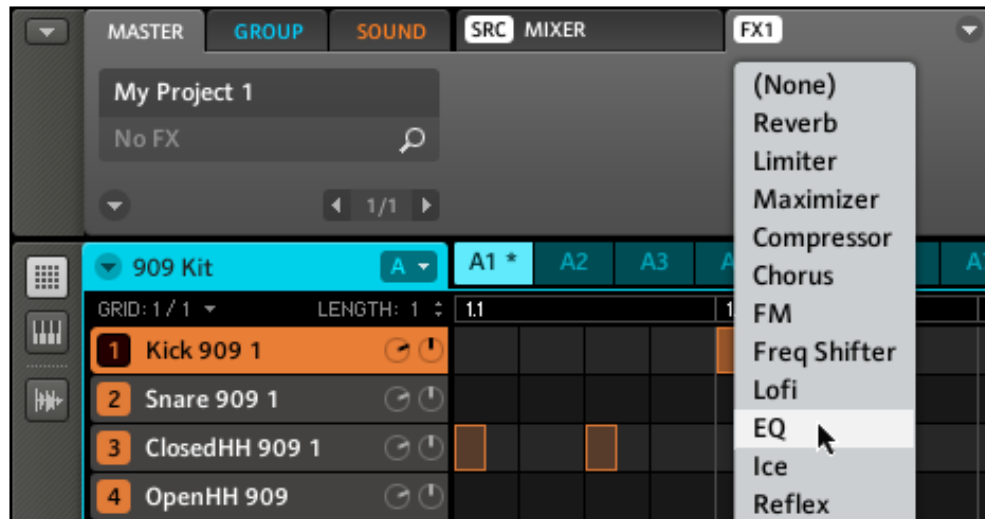 MASTER GROUP SOUND SRC MIXER FX1
My Project 1
No FX
1/1
(None)
Reverb
Limiter
Maximizer
Compressor
Chorus
FM
Freq Shifter
Lofi
EQ
Ice
Reflex
909 Kit A A1 * A2 A3
GRID: 1 / 1 LENGTH: 1 1.1
1 Kick 909 1
2 Snare 909 1
3 ClosedHH 909 1
4 OpenHH 909